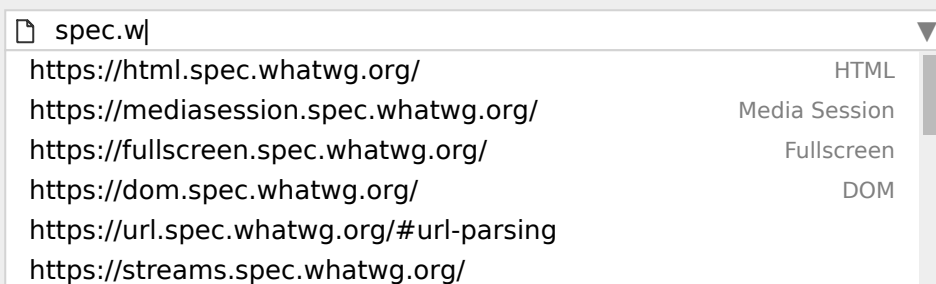 spec.w
https://html.spec.whatwg.org/ HTML
https://mediasession.spec.whatwg.org/ Media Session
https://fullscreen.spec.whatwg.org/ Fullscreen
https://dom.spec.whatwg.org/ DOM
https://url.spec.whatwg.org/#url-parsing
https://streams.spec.whatwg.org/